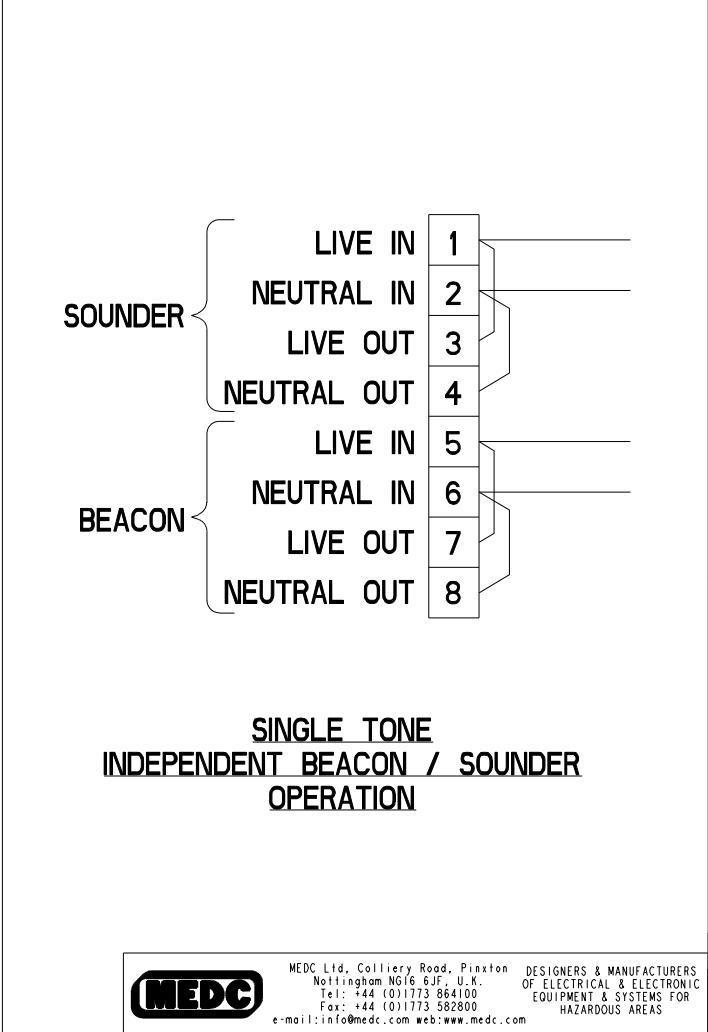 LIVE IN 1
NEUTRAL IN 2
SOUNDER
LIVE OUT 3
NEUTRAL OUT 4
LIVE IN 5
NEUTRAL IN 6
BEACON
LIVE OUT 7
NEUTRAL OUT 8
SINGLE TONE
INDEPENDENT BEACON / SOUNDER
OPERATION
MEDC
MEDC Ltd, Colliery Road, Pinxton
Nottingham NG16 6JF, U.K.
Tel: +44 (0)1773 864100
Fax: +44 (0)1773 582800
e-mail:info@medc.com web:www.medc.com
DESIGNERS & MANUFACTURERS
OF ELECTRICAL & ELECTRONIC
EQUIPMENT & SYSTEMS FOR
HAZARDOUS AREAS